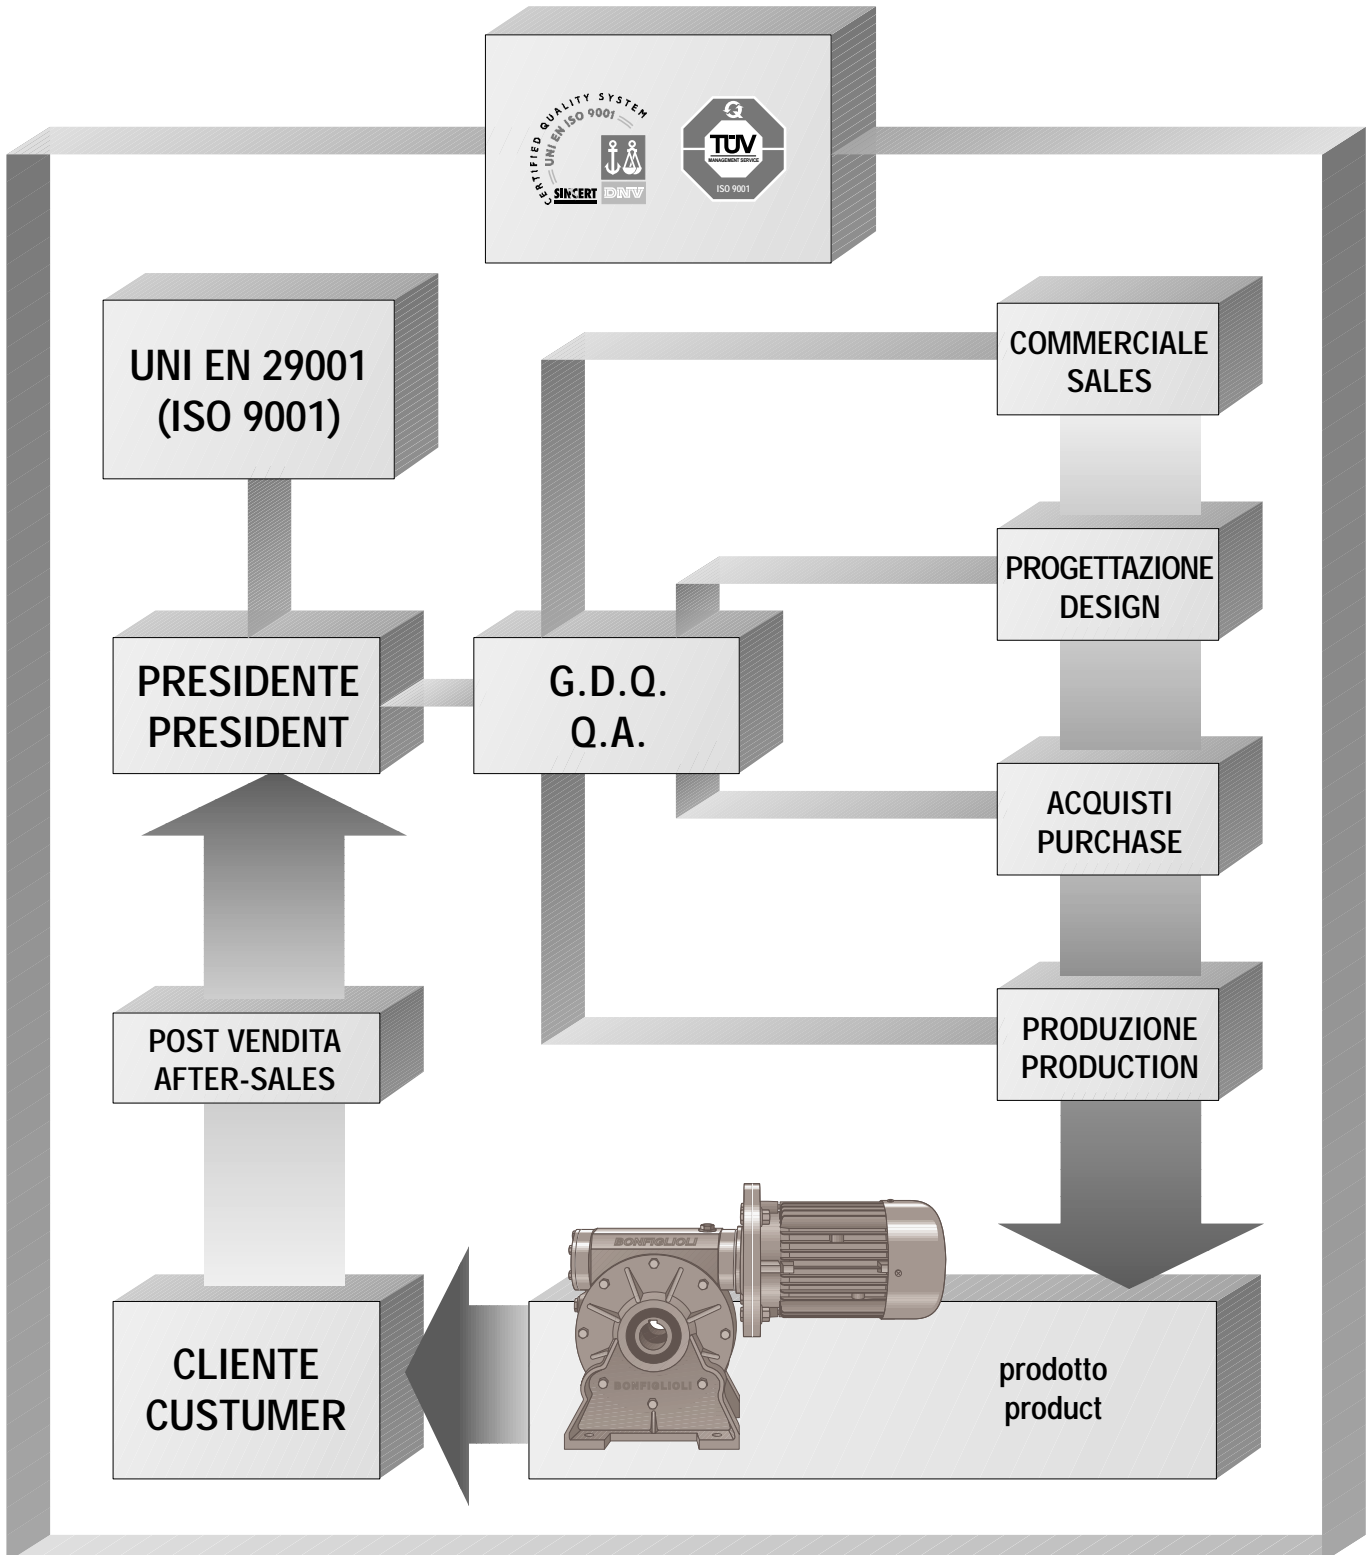 CERTIFIED QUALITY SYSTEM
UNI EN ISO 9001
SINCERT
DNV
TÜV
MANAGEMENT SERVICE
ISO 9001
UNI EN 29001
(ISO 9001)
COMMERCIALE
SALES
PROGETTAZIONE
DESIGN
PRESIDENTE
PRESIDENT
G.D.Q.
Q.A.
ACQUISTI
PURCHASE
POST VENDITA
AFTER-SALES
PRODUZIONE
PRODUCTION
BONFIGLIOLI
CLIENTE
CUSTUMER
BONFIGLIOLI
prodotto
product